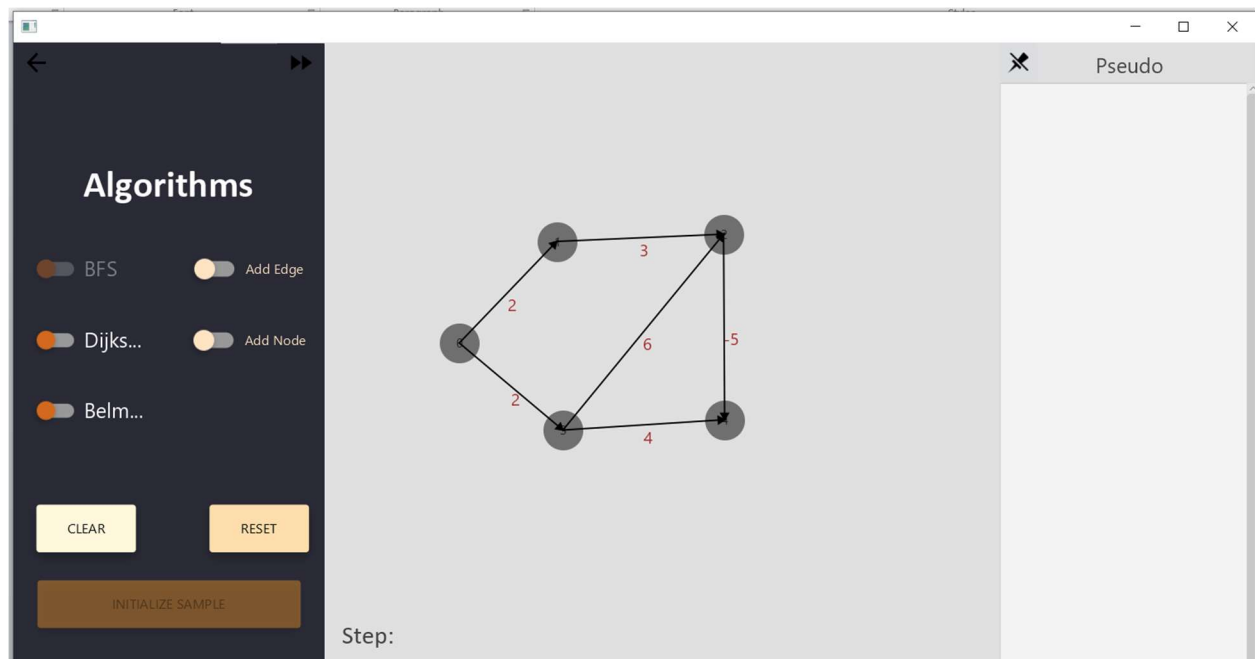 Pseudo
Algorithms
BFS
Add Edge
Dijks...
Add Node
Belm...
CLEAR
RESET
INITIALIZE SAMPLE
3
2
6
-5
2
4
Step: